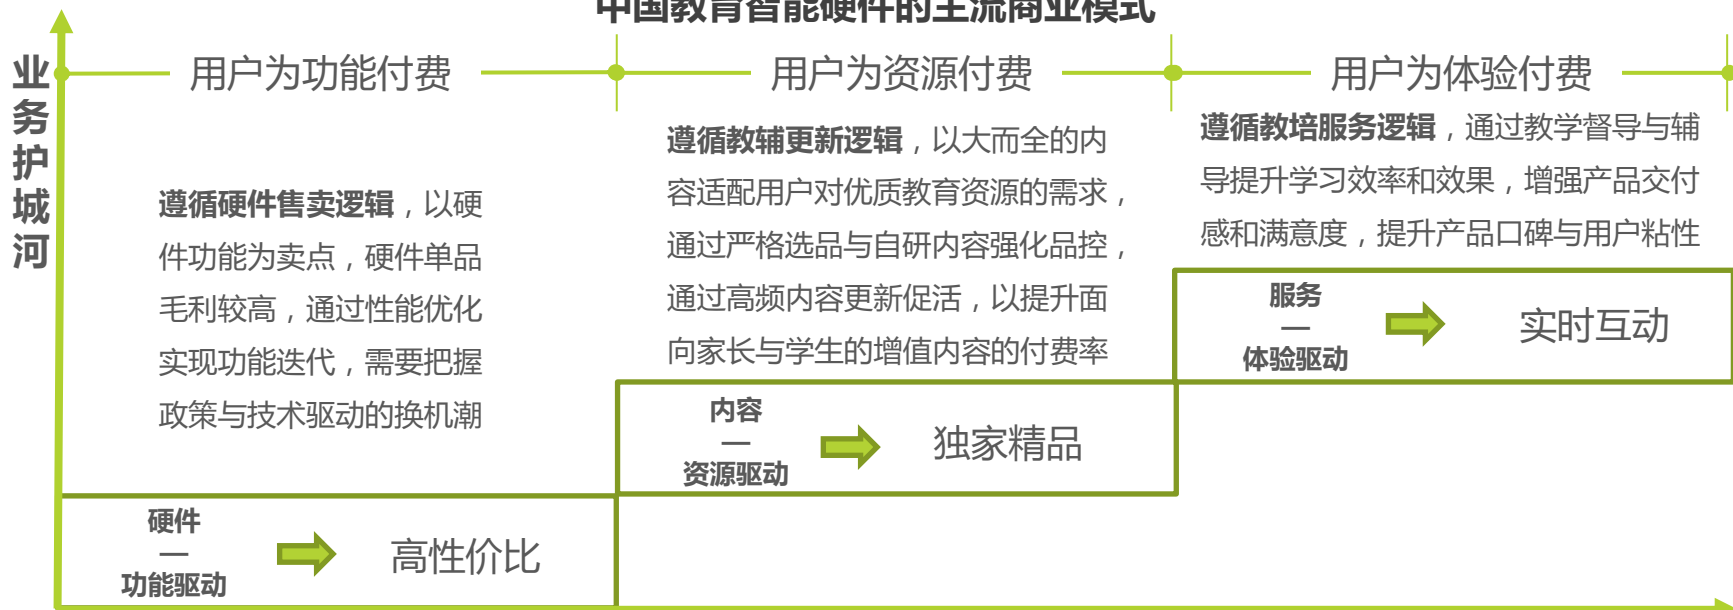 中国教育智能硬件的主流商业模式
业务护城河
用户为功能付费
遵循硬件售卖逻辑，以硬
件功能为卖点，硬件单品
毛利较高，通过性能优化
实现功能迭代，需要把握
政策与技术驱动的换机潮
硬件
—
功能驱动
高性价比
用户为资源付费
遵循教辅更新逻辑，以大而全的内
容适配用户对优质教育资源的需求，
通过严格选品与自研内容强化品控，
通过高频内容更新促活，以提升面
向家长与学生的增值内容的付费率
内容
—
资源驱动
独家精品
用户为体验付费
遵循教培服务逻辑，通过教学督导与辅
导提升学习效率和效果，增强产品交付
感和满意度，提升产品口碑与用户粘性
服务
—
体验驱动
实时互动